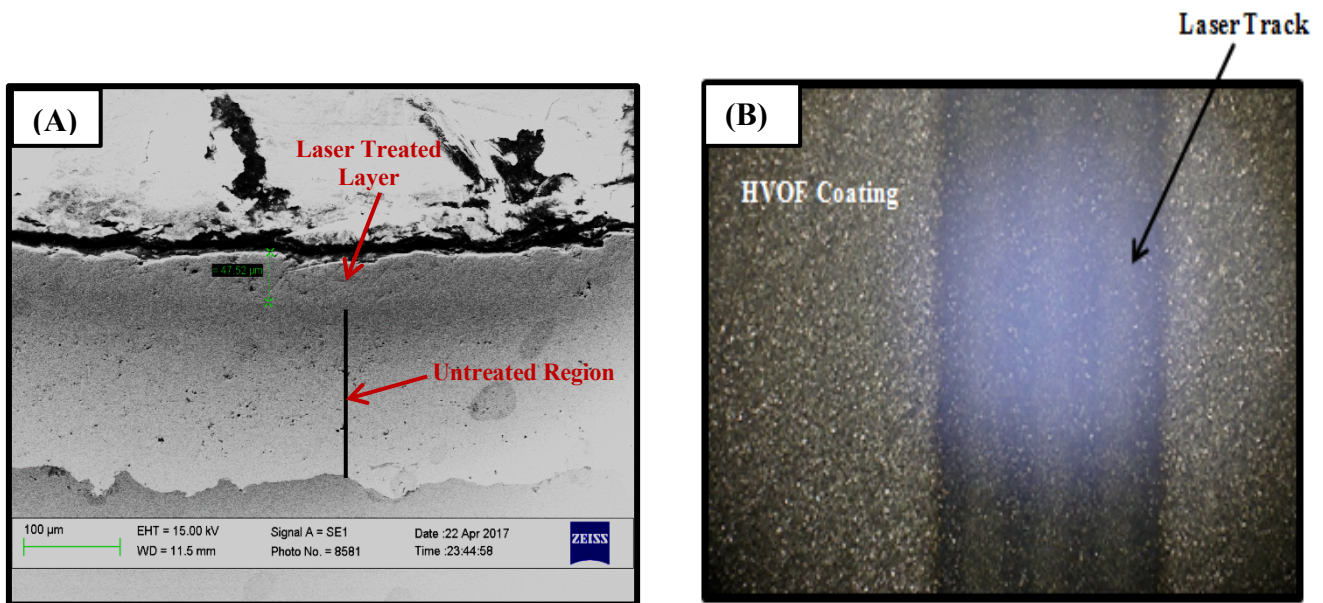 Laser Track
(A)
Laser Treated
Layer
= 47.52 µm
Untreated Region
100 µm
EHT = 15.00 kV
Signal A = SE1
Date :22 Apr 2017
WD = 11.5 mm
Photo No. = 8581
Time :23:44:58
ZEISS
(B)
HVOF Coating